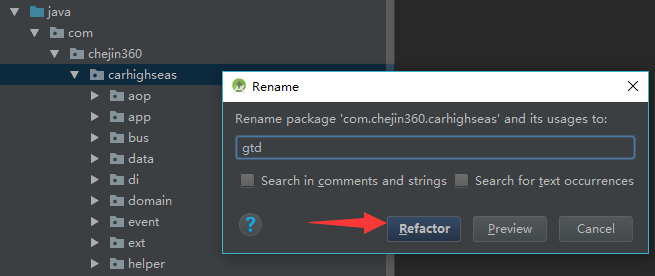 java
com
chejin360
carhighseas
aop
app
bus
data
di
domain
event
ext
helper
Rename
Rename package 'com.chejin360.carhighseas' and its usages to:
gtd
Search in comments and strings
Search for text occurrences
?
Refactor
Preview
Cancel